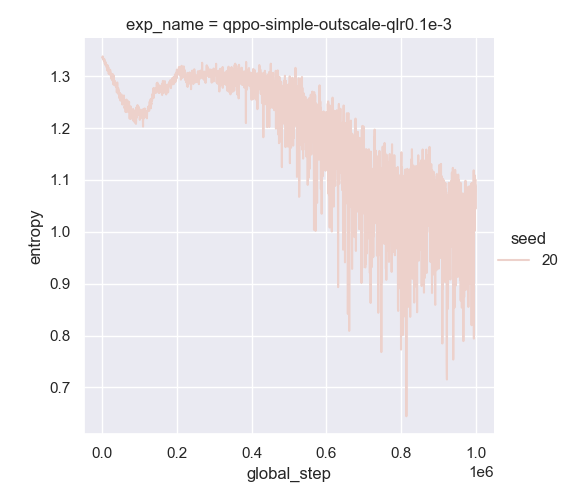 exp_name = qppo-simple-outscale-qlr0.1e-3
1.3
1.2
1.1
1.0
0.9
0.8
0.7
entropy
0.0 0.2 0.4 0.6 0.8 1.0
1e6
global_step
seed
20